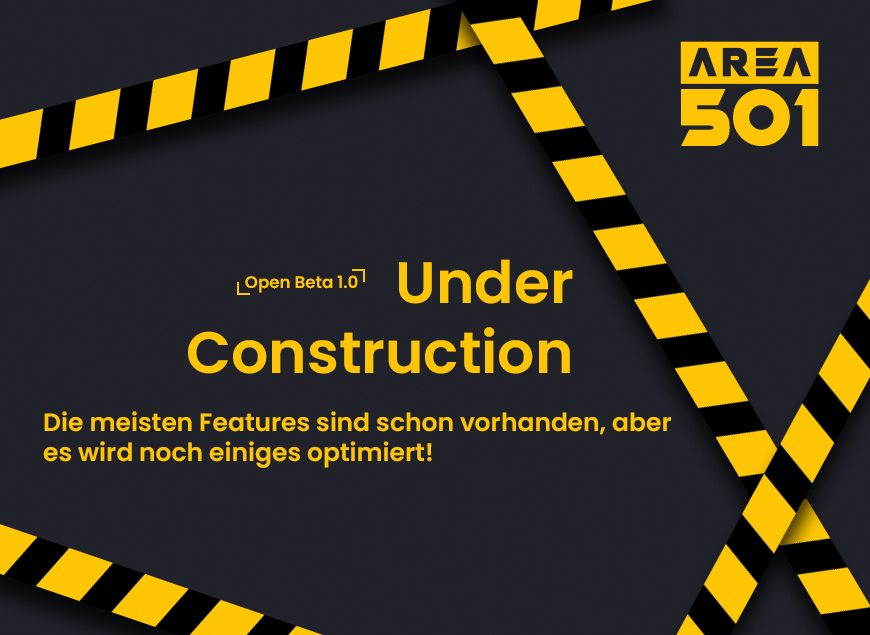 AREA
501
Open Beta 1.0
Under
Construction
Die meisten Features sind schon vorhanden, aber
es wird noch einiges optimiert!